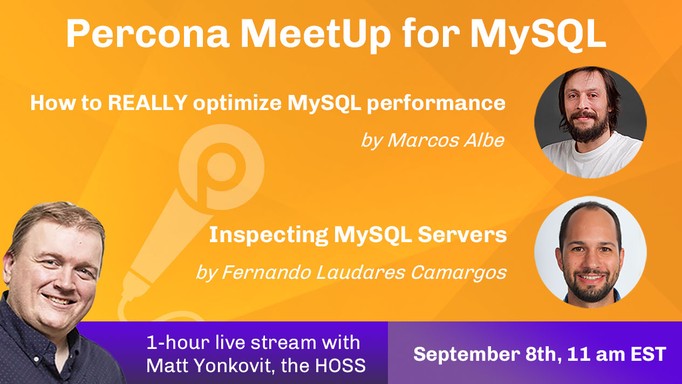 Percona MeetUp for MySQL
How to REALLY optimize MySQL performance
by Marcos Albe
Inspecting MySQL Servers
by Fernando Laudares Camargos
1-hour live stream with
Matt Yonkovit, the HOSS
September 8th, 11 am EST